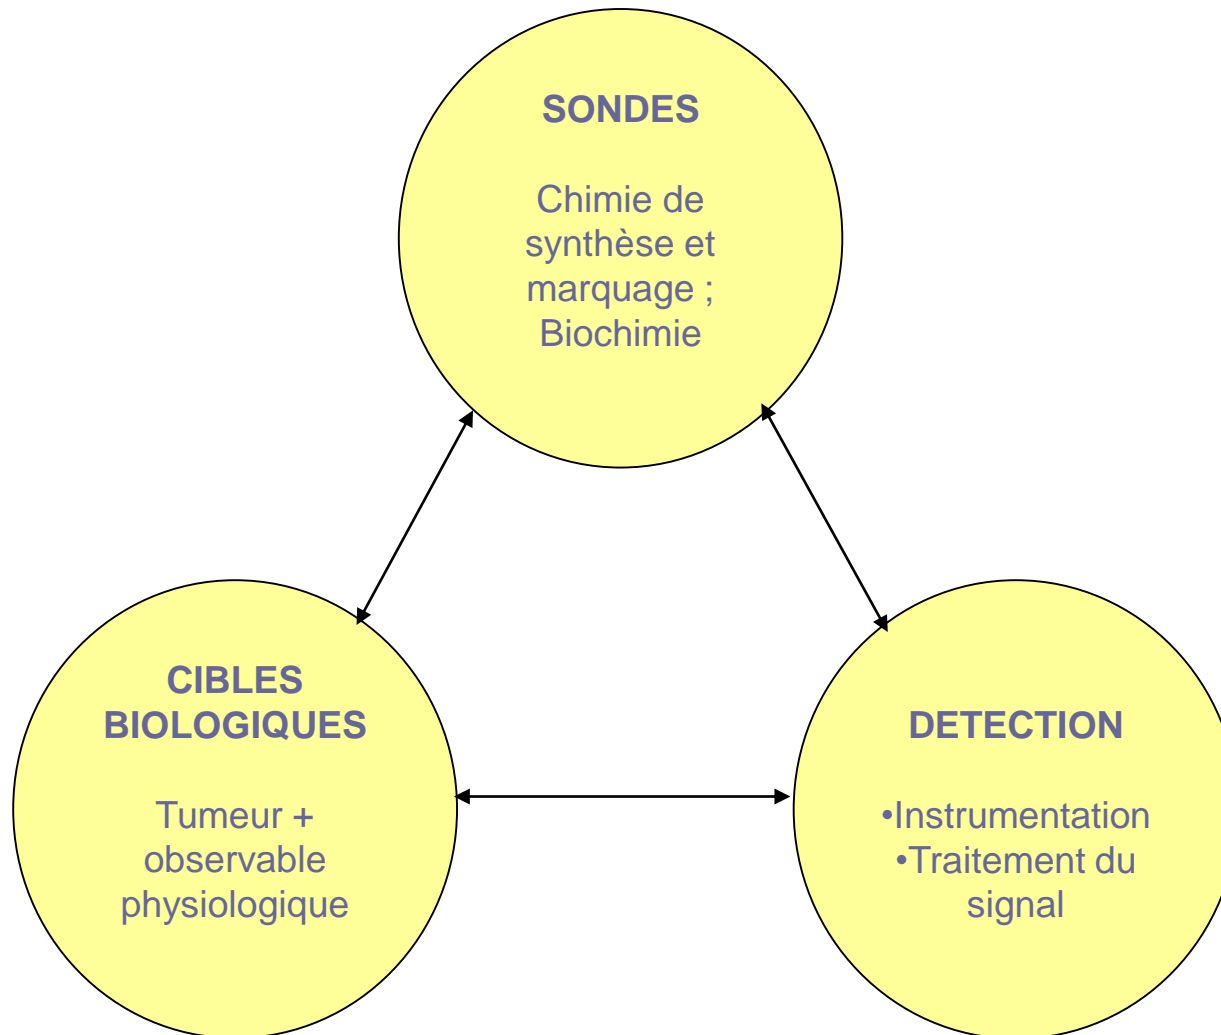 SONDES
Chimie de
synthèse et
marquage ;
Biochimie
CIBLES
BIOLOGIQUES
Tumeur +
observable
physiologique
DETECTION
•Instrumentation
•Traitement du
signal